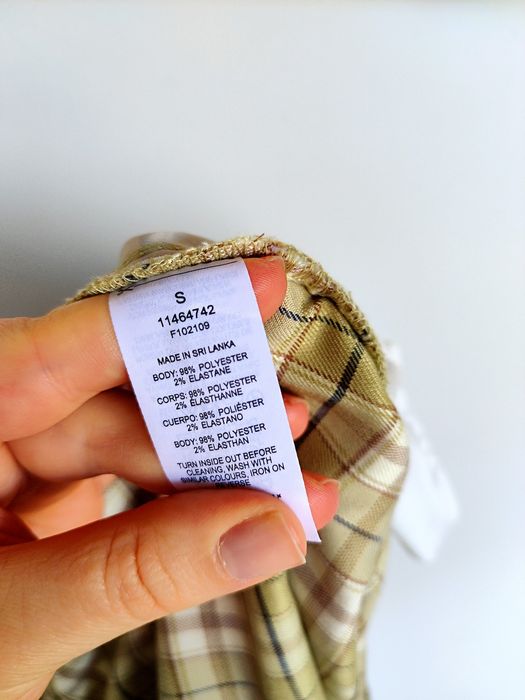 S
11464742
F102109
MADE IN SRI LANKA
BODY: 98% POLYESTER
2% ELASTANE
CORPS: 98% POLYESTER
2% ÉLASTHANNE
CUERPO: 98% POLIÉSTER
2% ELASTANO
BODY: 98% POLYESTER
2% ELASTHAN
TURN INSIDE OUT BEFORE
CLEANING, WASH WITH
SIMILAR COLOURS, IRON ON
REVERSE